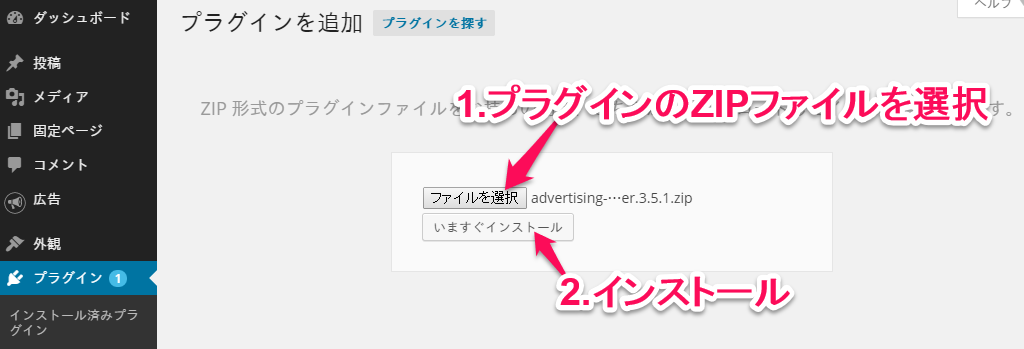 ダッシュボード
投稿
メディア
固定ページ
コメント
広告
外観
プラグイン 1
インストール済みプラ
グイン
プラグインを追加 プラグインを探す
ヘルプ
ZIP 形式のプラグインファイルを す。
1.プラグインのZIPファイルを選択
ファイルを選択 advertising-…er.3.5.1.zip
いますぐインストール
2.インストール